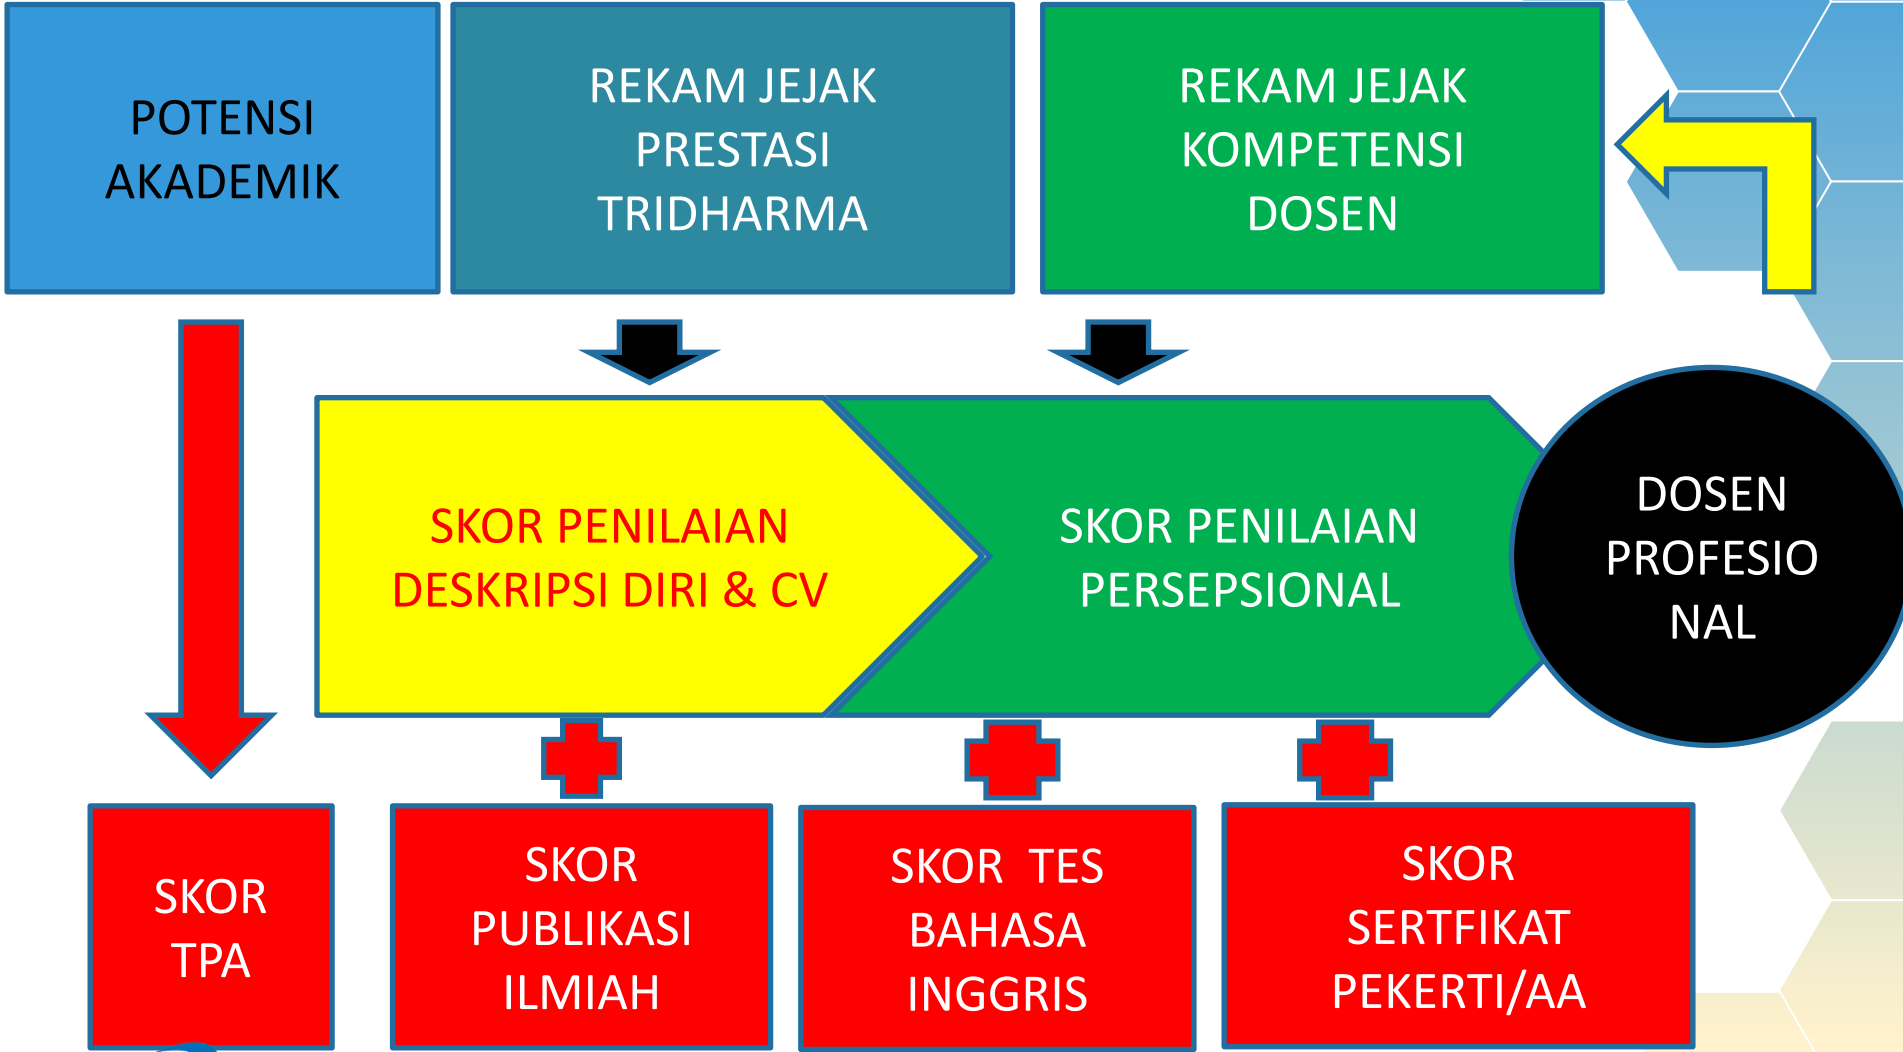 POTENSI
AKADEMIK
REKAM JEJAK
PRESTASI
TRIDHARMA
REKAM JEJAK
KOMPETENSI
DOSEN
SKOR PENILAIAN
DESKRIPSI DIRI & CV
SKOR PENILAIAN
PERSEPSIONAL
DOSEN
PROFESIO
NAL
SKOR
TPA
SKOR
PUBLIKASI
ILMIAH
SKOR TES
BAHASA
INGGRIS
SKOR
SERTFIKAT
PEKERTI/AA